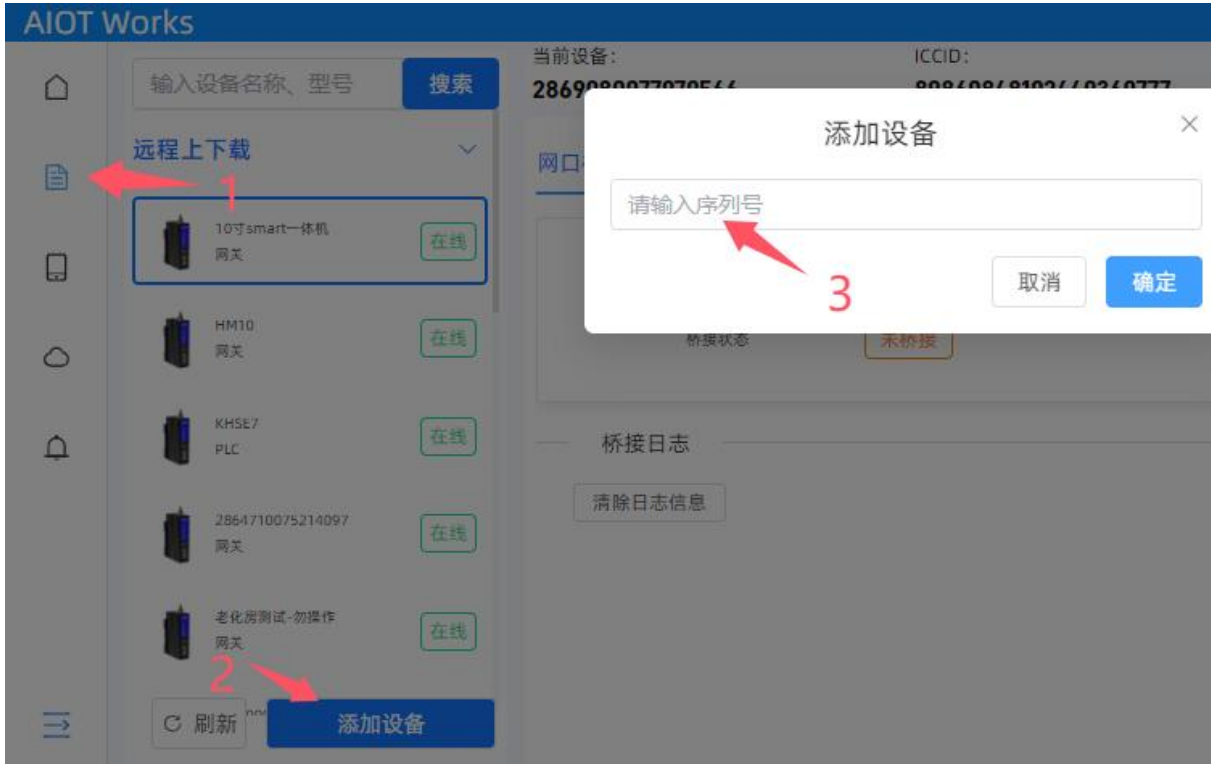 AIOT Works
输入设备名称、型号
搜索
远程上下载
1
10寸smart一体机
网关
在线
HM10
网关
在线
KHSE7
PLC
在线
2864710075214097
网关
在线
老化房测试-勿操作
网关
在线
2
刷新
添加设备
当前设备:
ICCID:
网口
添加设备
请输入序列号
3
取消
确定
桥接状态
未桥接
桥接日志
清除日志信息